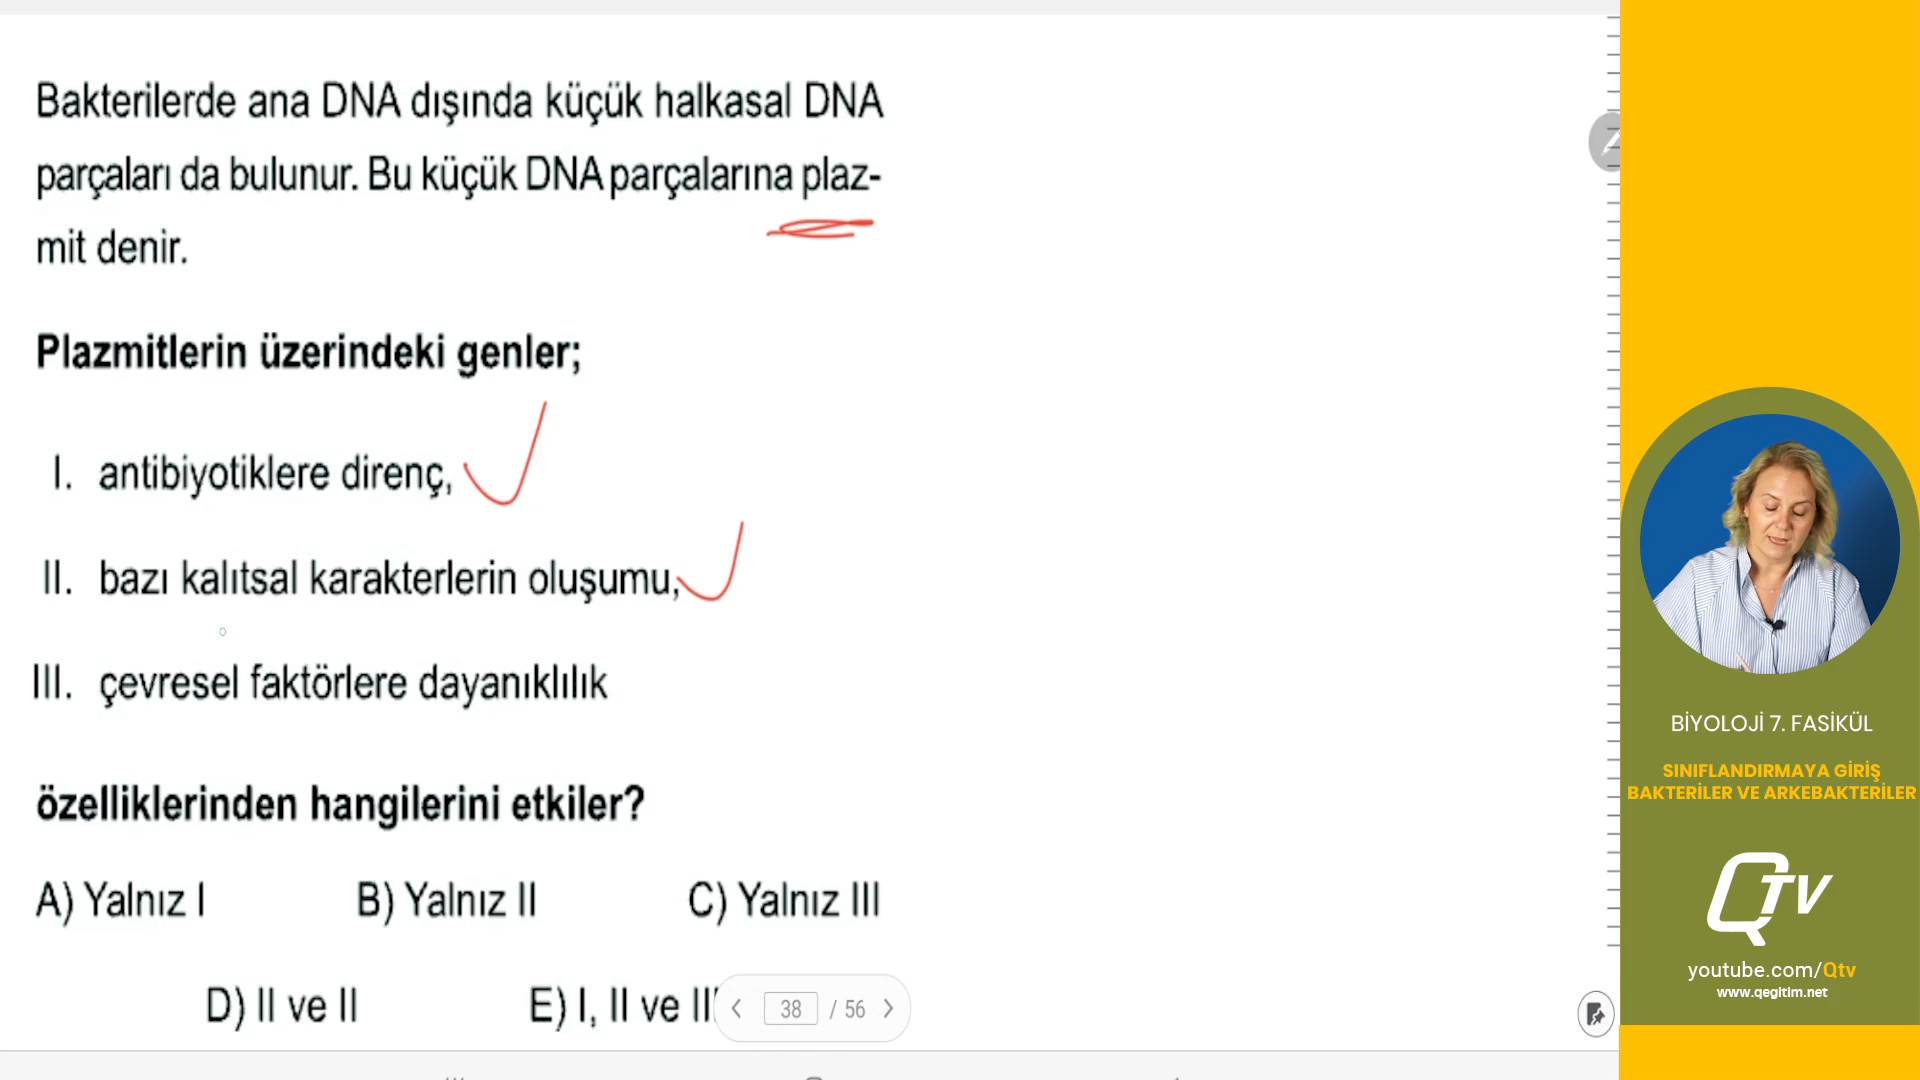 Bakterilerde ana DNA dışında küçük halkasal DNA
parçaları da bulunur. Bu küçük DNA parçalarına plaz-
mit denir.
Plazmitlerin üzerindeki genler;
I. antibiyotiklere direnç,
II. bazı kalıtsal karakterlerin oluşumu,
III. çevresel faktörlere dayanıklılık
özelliklerinden hangilerini etkiler?
A) Yalnız I B) Yalnız II C) Yalnız III
D) II ve II E) I, II ve III
38 / 56
BİYOLOJİ 7. FASİKÜL
SINIFLANDIRMAYA GİRİŞ
BAKTERİLER VE ARKEBAKTERİLER
QTV
youtube.com/Qtv
www.qegitim.net